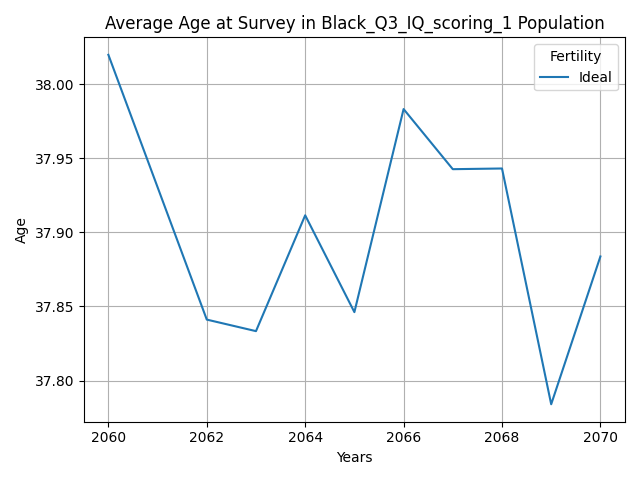 Average Age at Survey in Black_Q3_IQ_scoring_1 Population
Fertility
Ideal
38.00
37.95
37.90
37.85
37.80
Age
2060
2062
2064
2066
2068
2070
Years